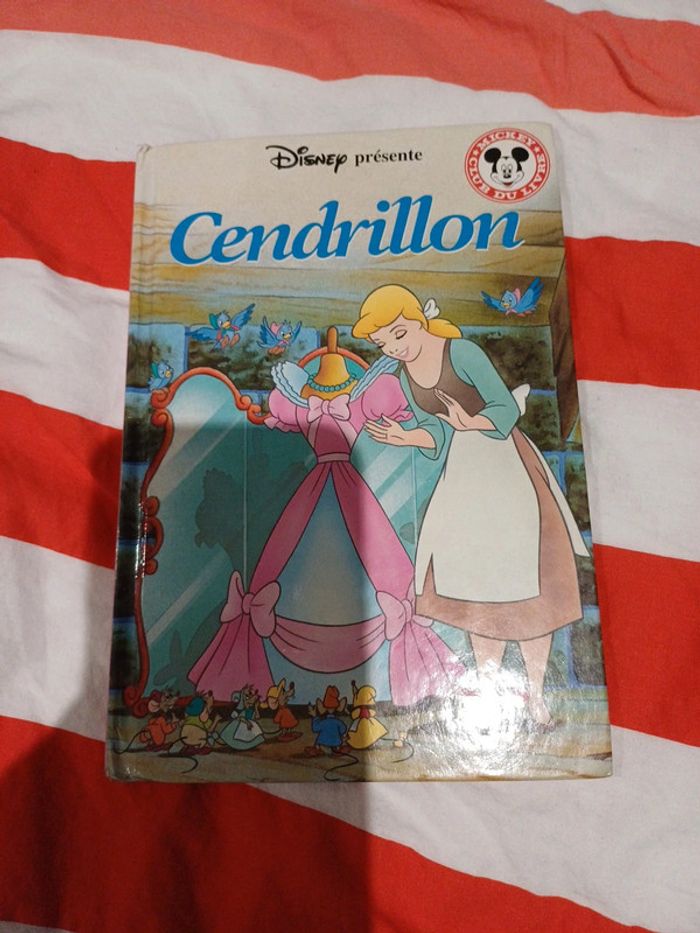 Disney présente
MICKEY
CLUB DU LIVRE
Cendrillon